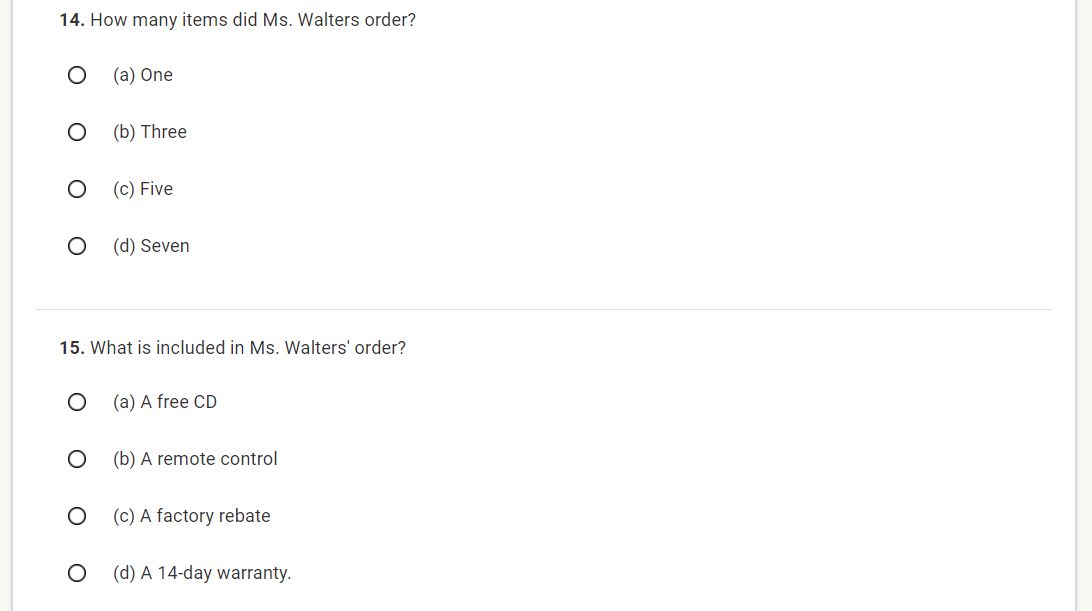 14. How many items did Ms. Walters order?
(a) One
(b) Three
(c) Five
(d) Seven
15. What is included in Ms. Walters' order?
(a) A free CD
(b) A remote control
(c) A factory rebate
(d) A 14-day warranty.